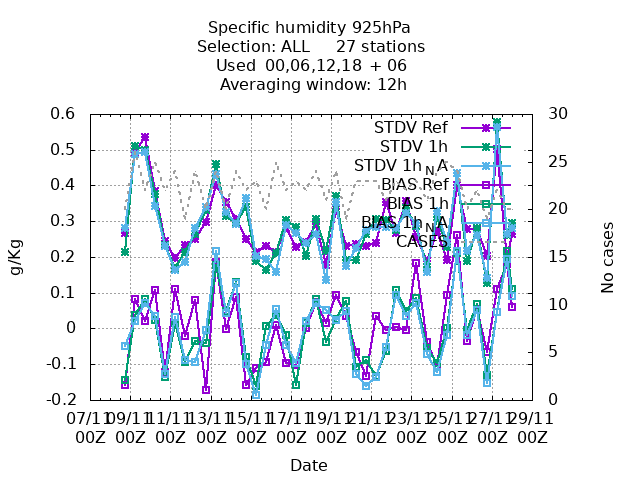 Specific humidity 925hPa
Selection: ALL 27 stations
Used 00,06,12,18 + 06
Averaging window: 12h
0.6
0.5
0.4
0.3
0.2
0.1
0
-0.1
-0.2
30
25
20
15
10
5
0
g/Kg
No cases
STDV Ref
STDV 1h
STDV 1h_NA
BIAS Ref
BIAS 1h
BIAS 1h_NA
CASES
07/11 09/11 11/11 13/11 15/11 17/11 19/11 21/11 23/11 25/11 27/11 29/11
00Z 00Z 00Z 00Z 00Z 00Z 00Z 00Z 00Z 00Z 00Z 00Z
Date